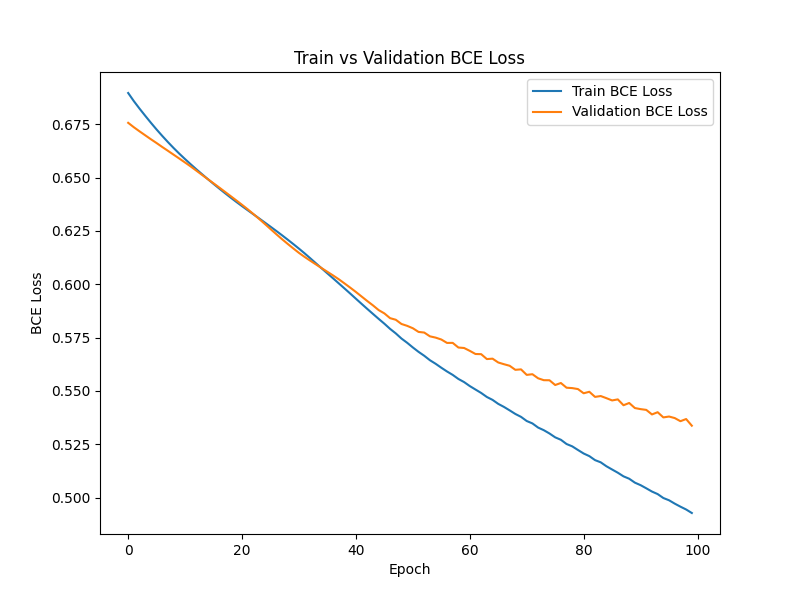 Train vs Validation BCE Loss
Train BCE Loss
Validation BCE Loss
BCE Loss
0.675
0.650
0.625
0.600
0.575
0.550
0.525
0.500
0 20 40 60 80 100
Epoch